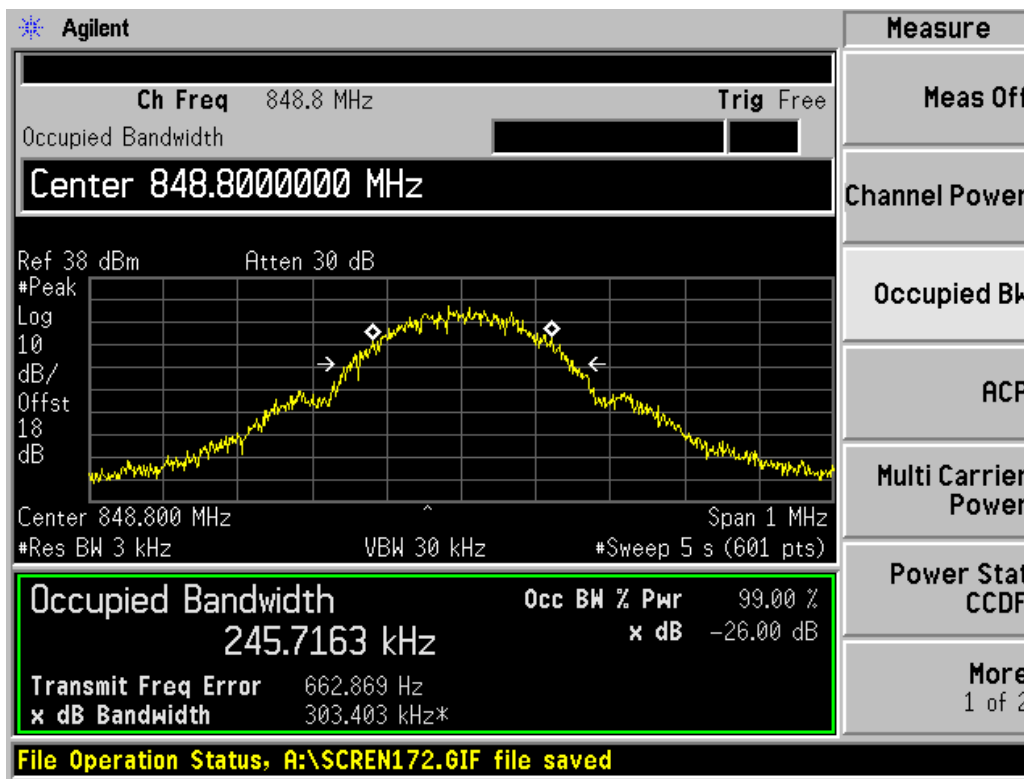 Agilent
Measure
Ch Freq 848.8 MHz
Trig Free
Occupied Bandwidth
Center 848.8000000 MHz
Ref 38 dBm
Atten 30 dB
#Peak
Log
10
dB/
Offst
18
dB
Center 848.800 MHz
^
Span 1 MHz
#Res BW 3 kHz
VBW 30 kHz
#Sweep 5 s (601 pts)
Occupied Bandwidth
245.7163 kHz
Occ BW % Pwr 99.00 %
x dB -26.00 dB
Transmit Freq Error 662.869 Hz
x dB Bandwidth 303.403 kHz*
File Operation Status, A:\SCREN172.GIF file saved
Meas Off
Channel Power
Occupied BW
ACP
Multi Carrier
Power
Power Stat
CCDF
More
1 of 2